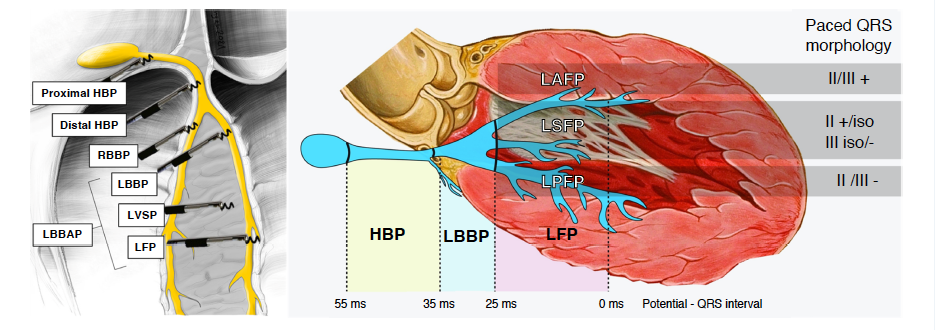 Proximal HBP
Distal HBP
RBBP
LBBP
LVSP
LBBAP
LFP
Paced QRS
morphology
LAFP
II/III +
LSFP
II +/iso
III iso/-
LPFP
II /III -
HBP
LBBP
LFP
55 ms
35 ms
25 ms
0 ms
Potential - QRS interval